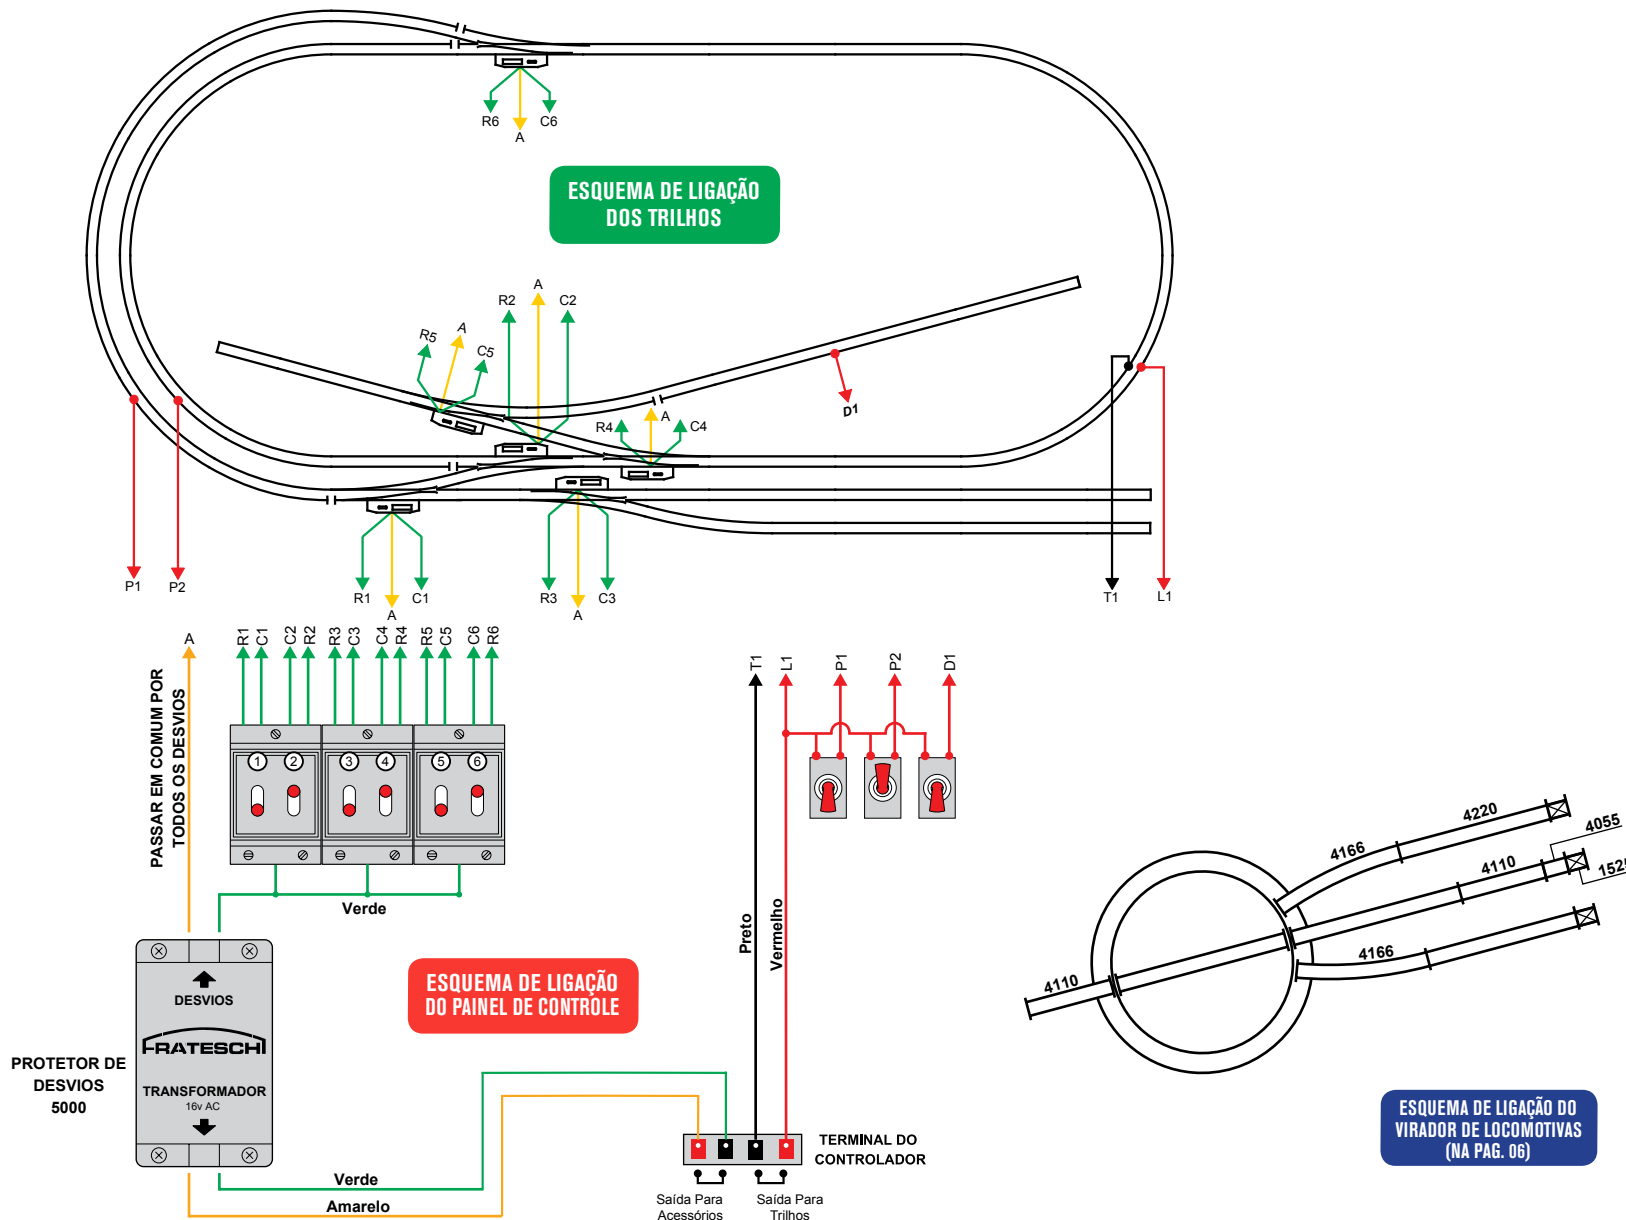 R6
C6
A
ESQUEMA DE LIGAÇÃO
DOS TRILHOS
R5
A
C5
R2
A
C2
R4
A
C4
D1
P1
P2
R1
C1
A
R3
C3
A
T1
L1
A
PASSAR EM COMUM POR
TODOS OS DESVIOS
R1
C1
C2
R2
R3
C3
C4
R4
R5
C5
C6
R6
1
2
3
4
5
6
Verde
T1
L1
P1
P2
D1
Preto
Vermelho
DESVIOS
FRATESCHI
TRANSFORMADOR
16v AC
PROTETOR DE
DESVIOS
5000
ESQUEMA DE LIGAÇÃO
DO PAINEL DE CONTROLE
Verde
Amarelo
TERMINAL DO
CONTROLADOR
Saída Para
Acessórios
Saída Para
Trilhos
4220
4055
4166
4110
152
4166
4110
ESQUEMA DE LIGAÇÃO DO
VIRADOR DE LOCOMOTIVAS
(NA PAG. 06)